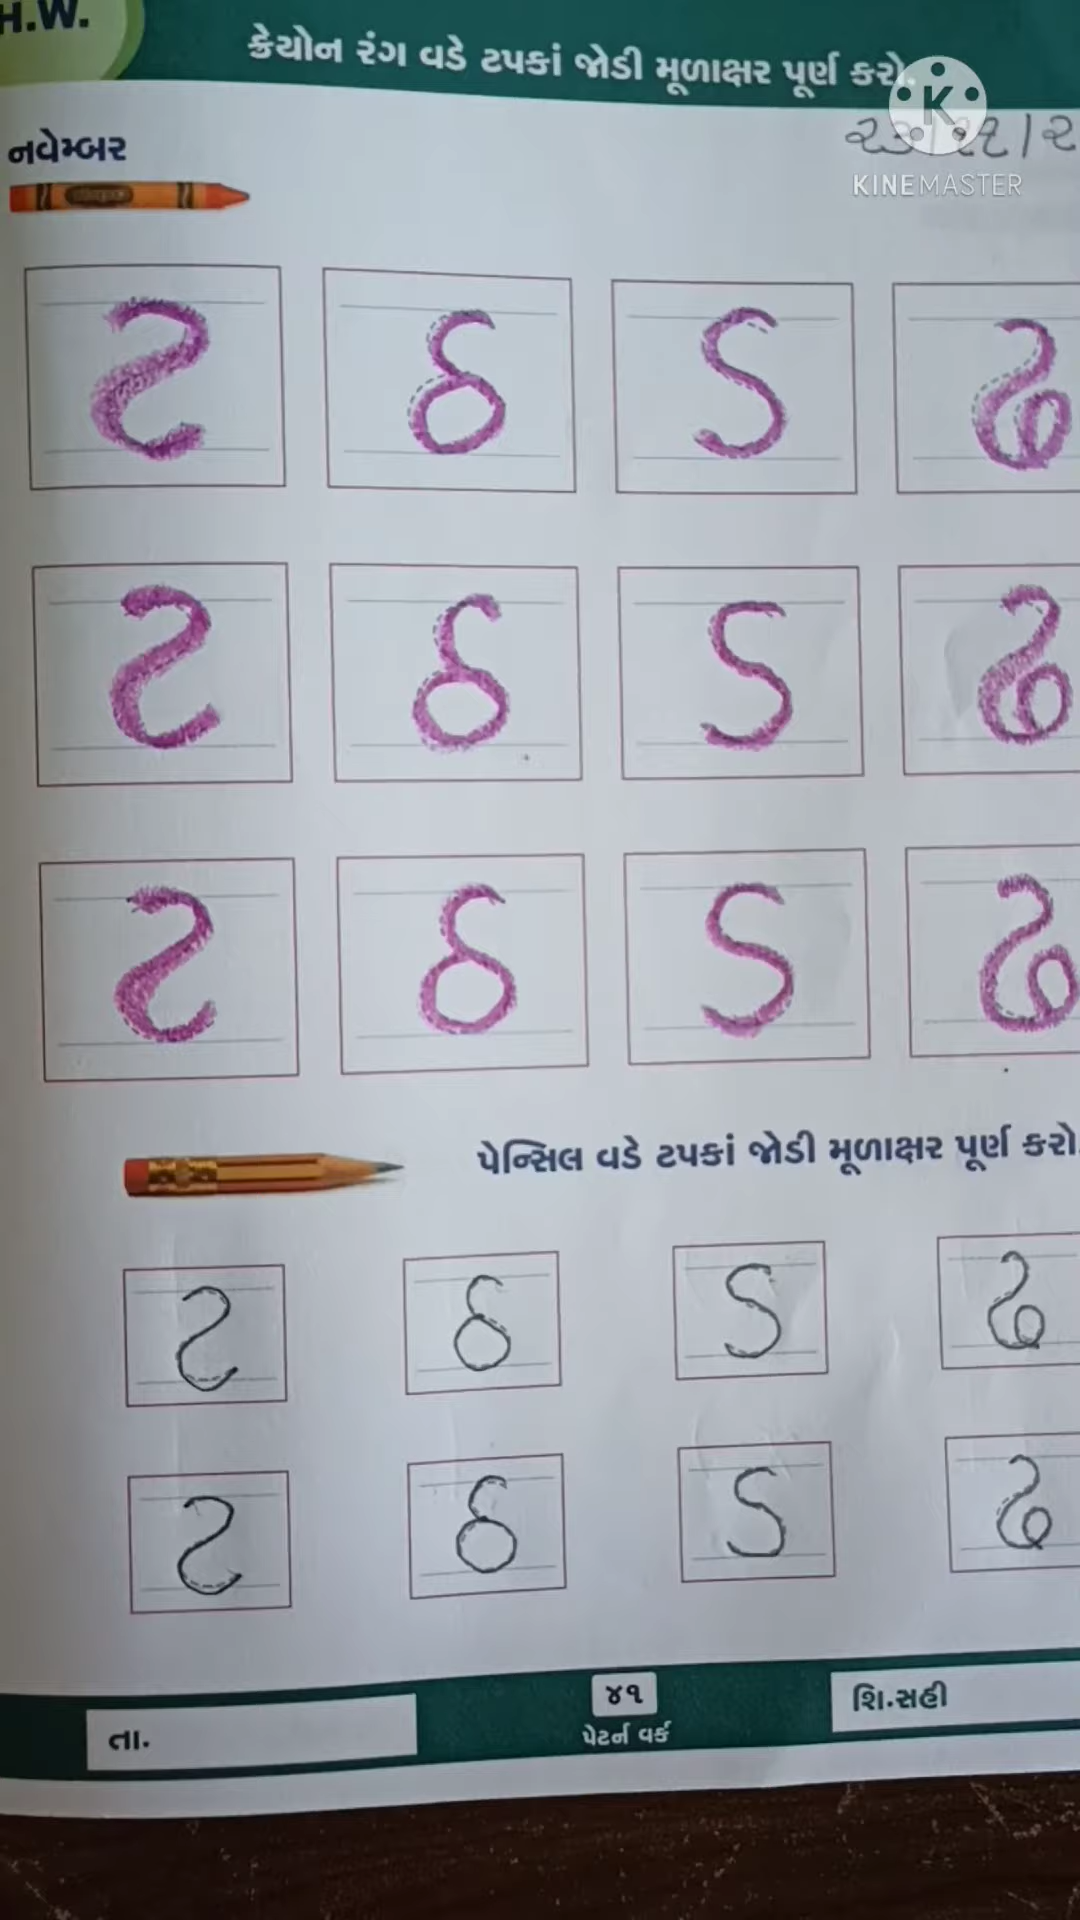 H.W.
ક્રેયોન રંગ વડે ટપકાં જોડી મૂળાક્ષર પૂર્ણ કરો.
નવેમ્બર
KINEMASTER
ટ ઠ ડ ઢ
ટ ઠ ડ ઢ
ટ ઠ ડ ઢ
પેન્સિલ વડે ટપકાં જોડી મૂળાક્ષર પૂર્ણ કરો.
ટ ઠ ડ ઢ
ટ ઠ ડ ઢ
તા.
૪૧
પેટર્ન વર્ક
શિ.સહી